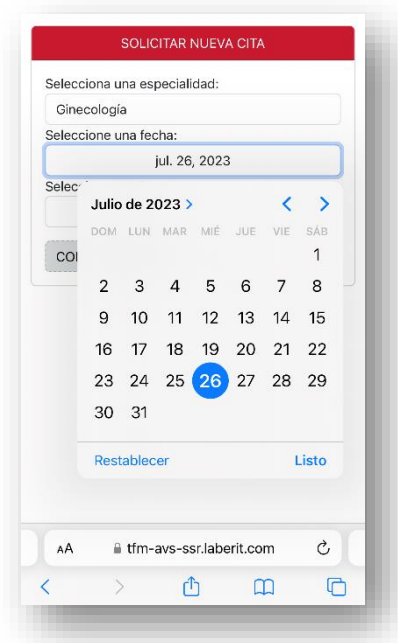 SOLICITAR NUEVA CITA
Selecciona una especialidad:
Ginecología
Seleccione una fecha:
jul. 26, 2023
Selec
Julio de 2023 >
DOM LUN MAR MIÉ JUE VIE SÁB
1
2 3 4 5 6 7 8
9 10 11 12 13 14 15
16 17 18 19 20 21 22
23 24 25 26 27 28 29
30 31
Restablecer Listo
AA tfm-avs-ssr.laberit.com